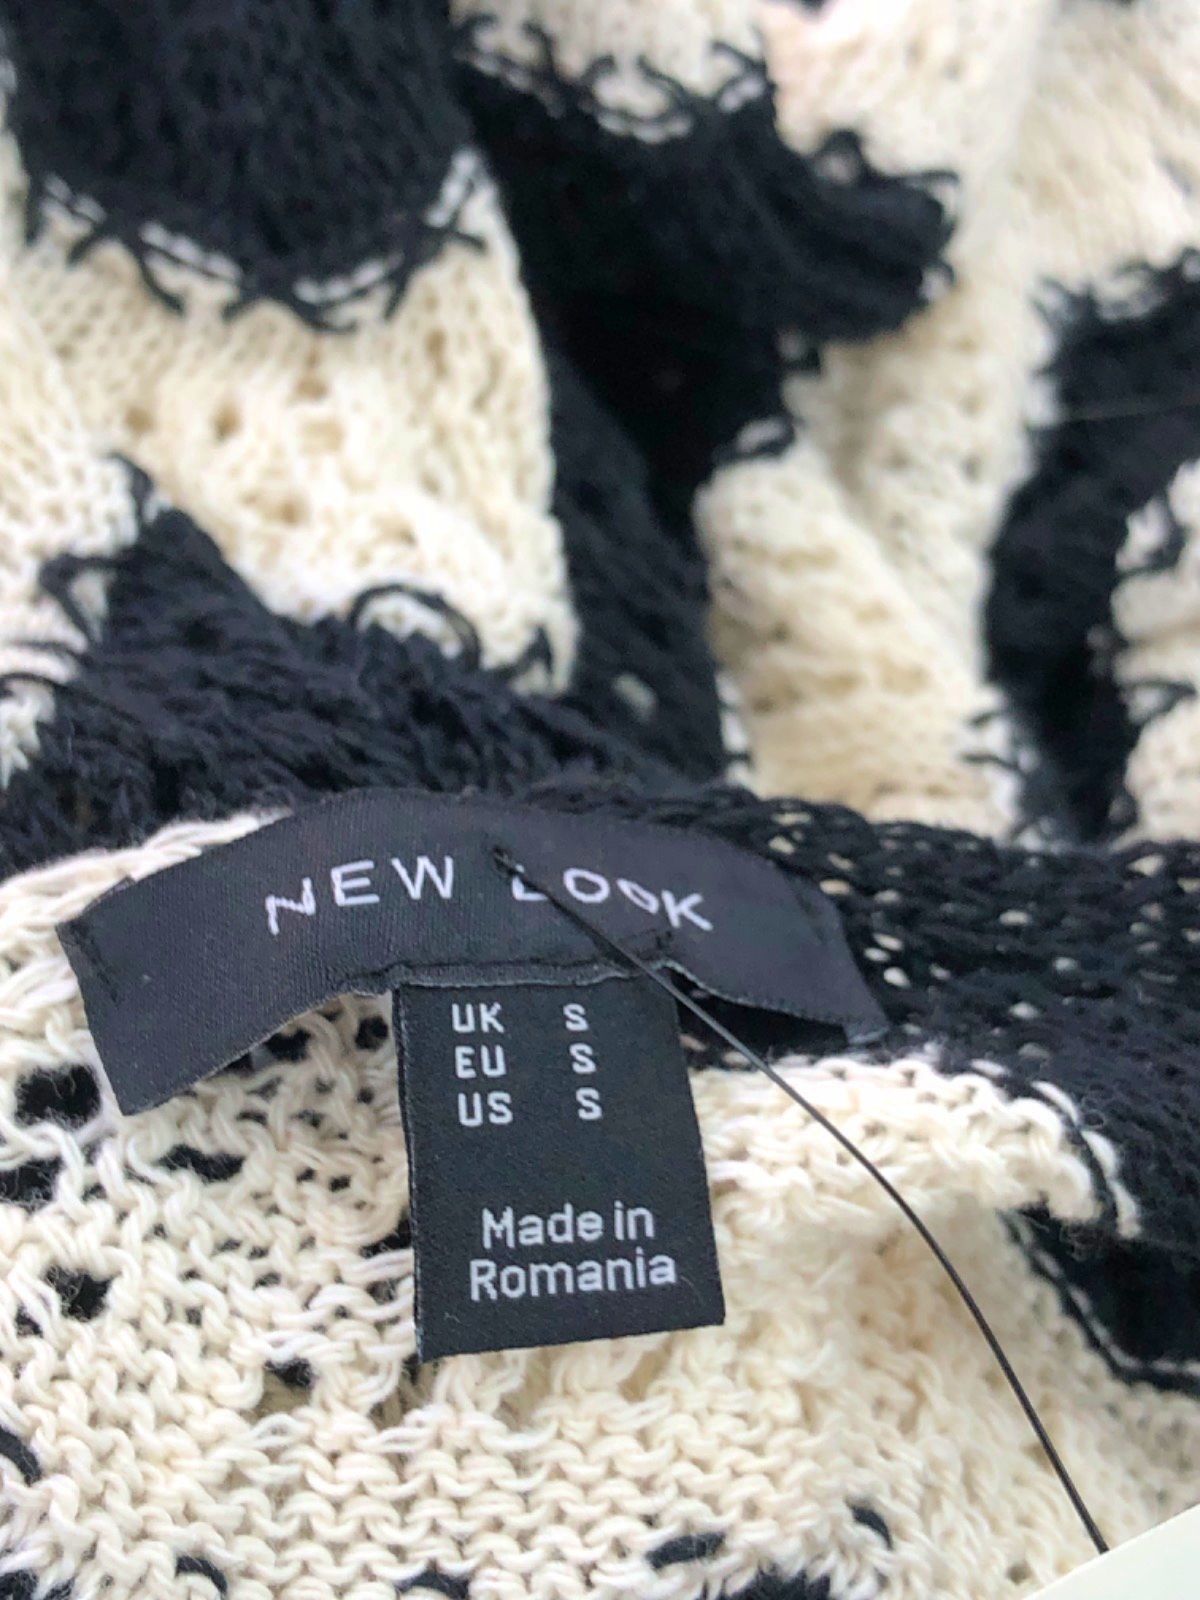 NEW LOOK
UK S
EU S
US S
Made in
Romania